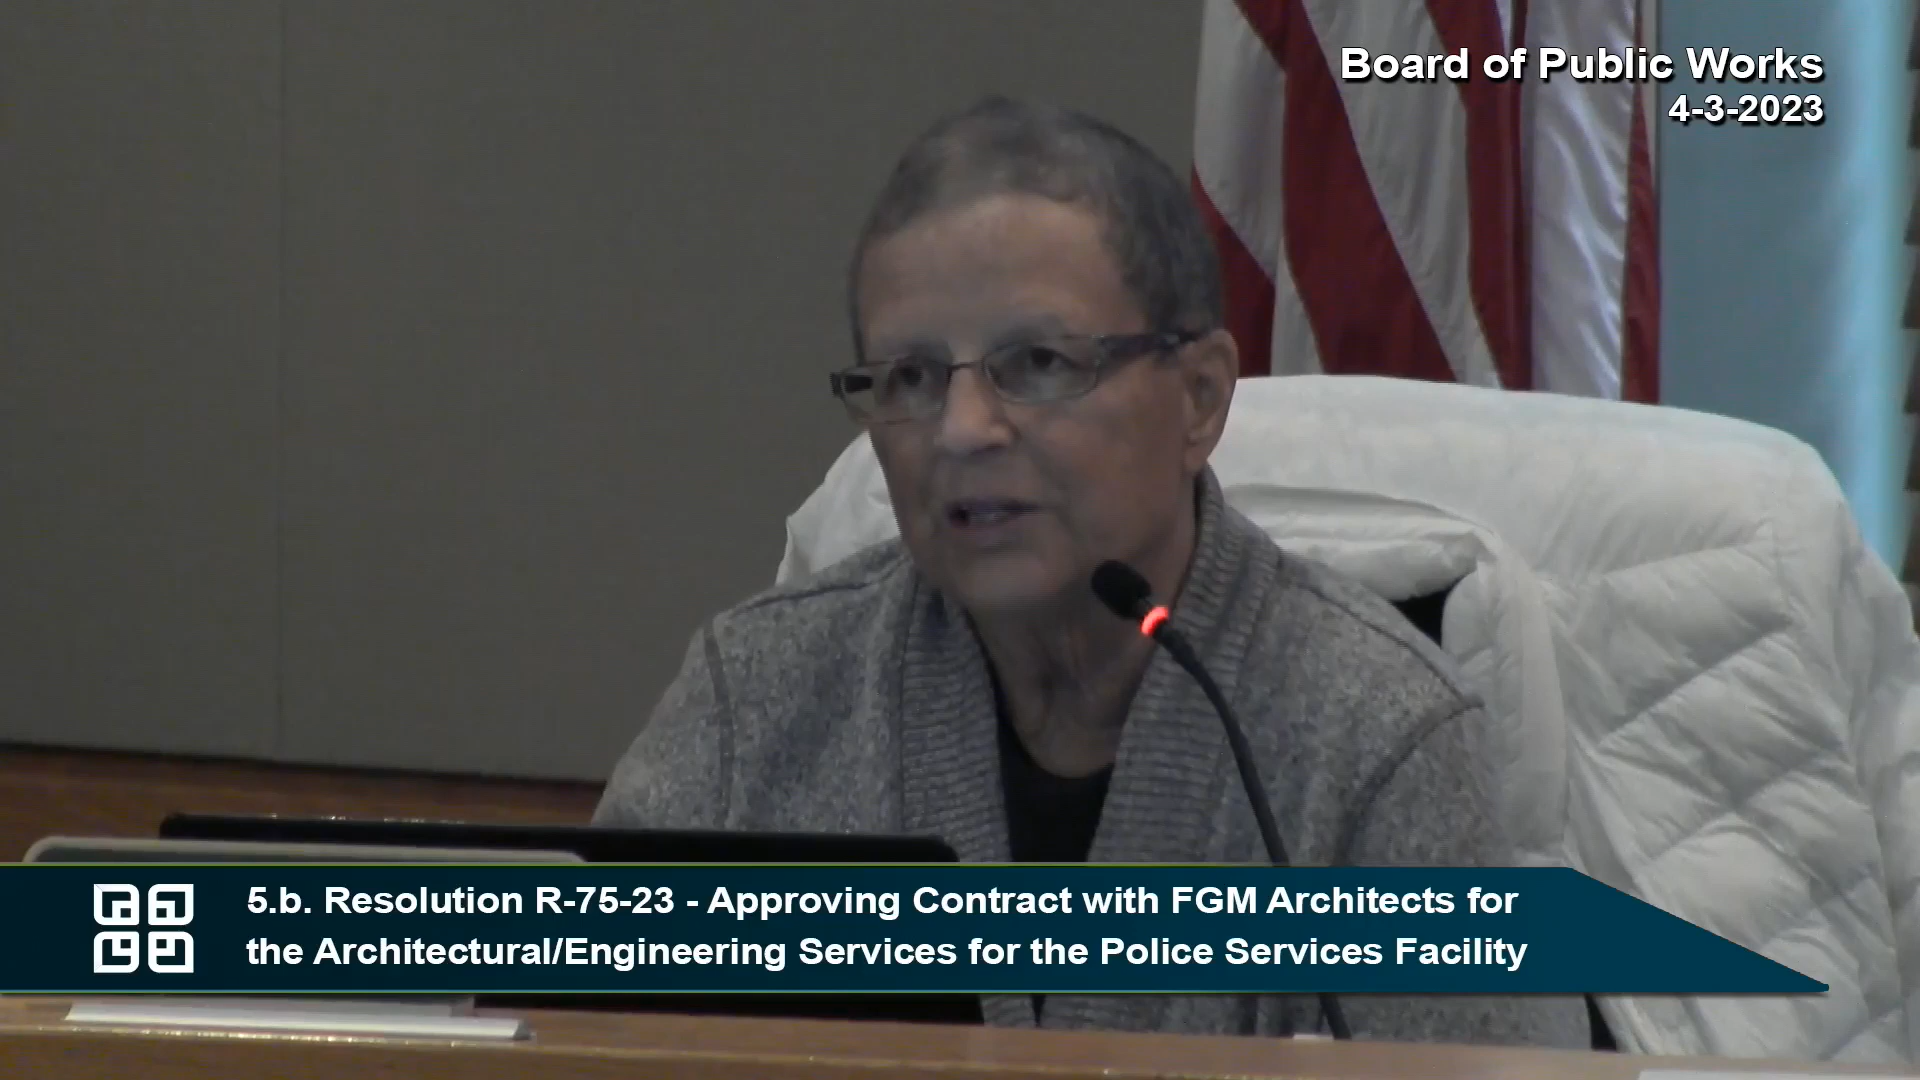 Board of Public Works
4-3-2023
5.b. Resolution R-75-23 - Approving Contract with FGM Architects for
the Architectural/Engineering Services for the Police Services Facility